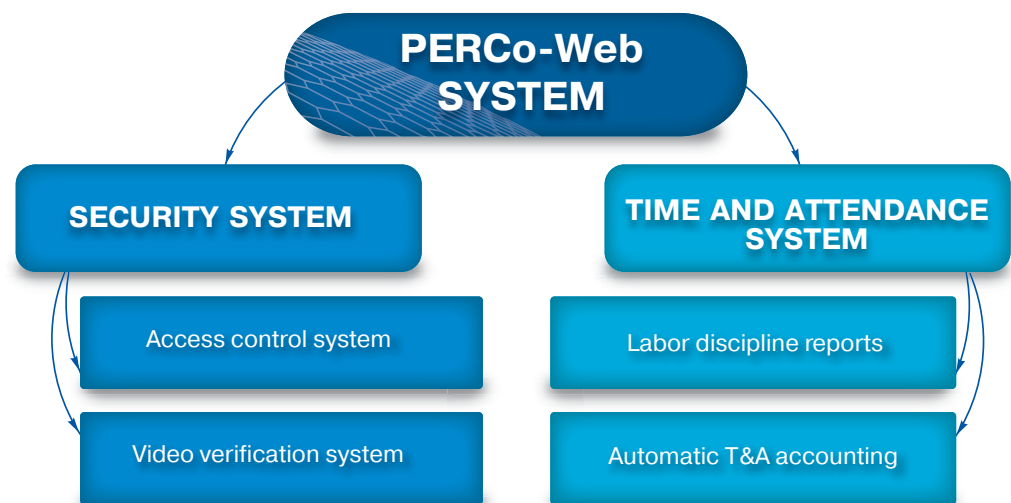 PERCo-Web
SYSTEM
SECURITY SYSTEM
TIME AND ATTENDANCE
SYSTEM
Access control system
Labor discipline reports
Video verification system
Automatic T&A accounting